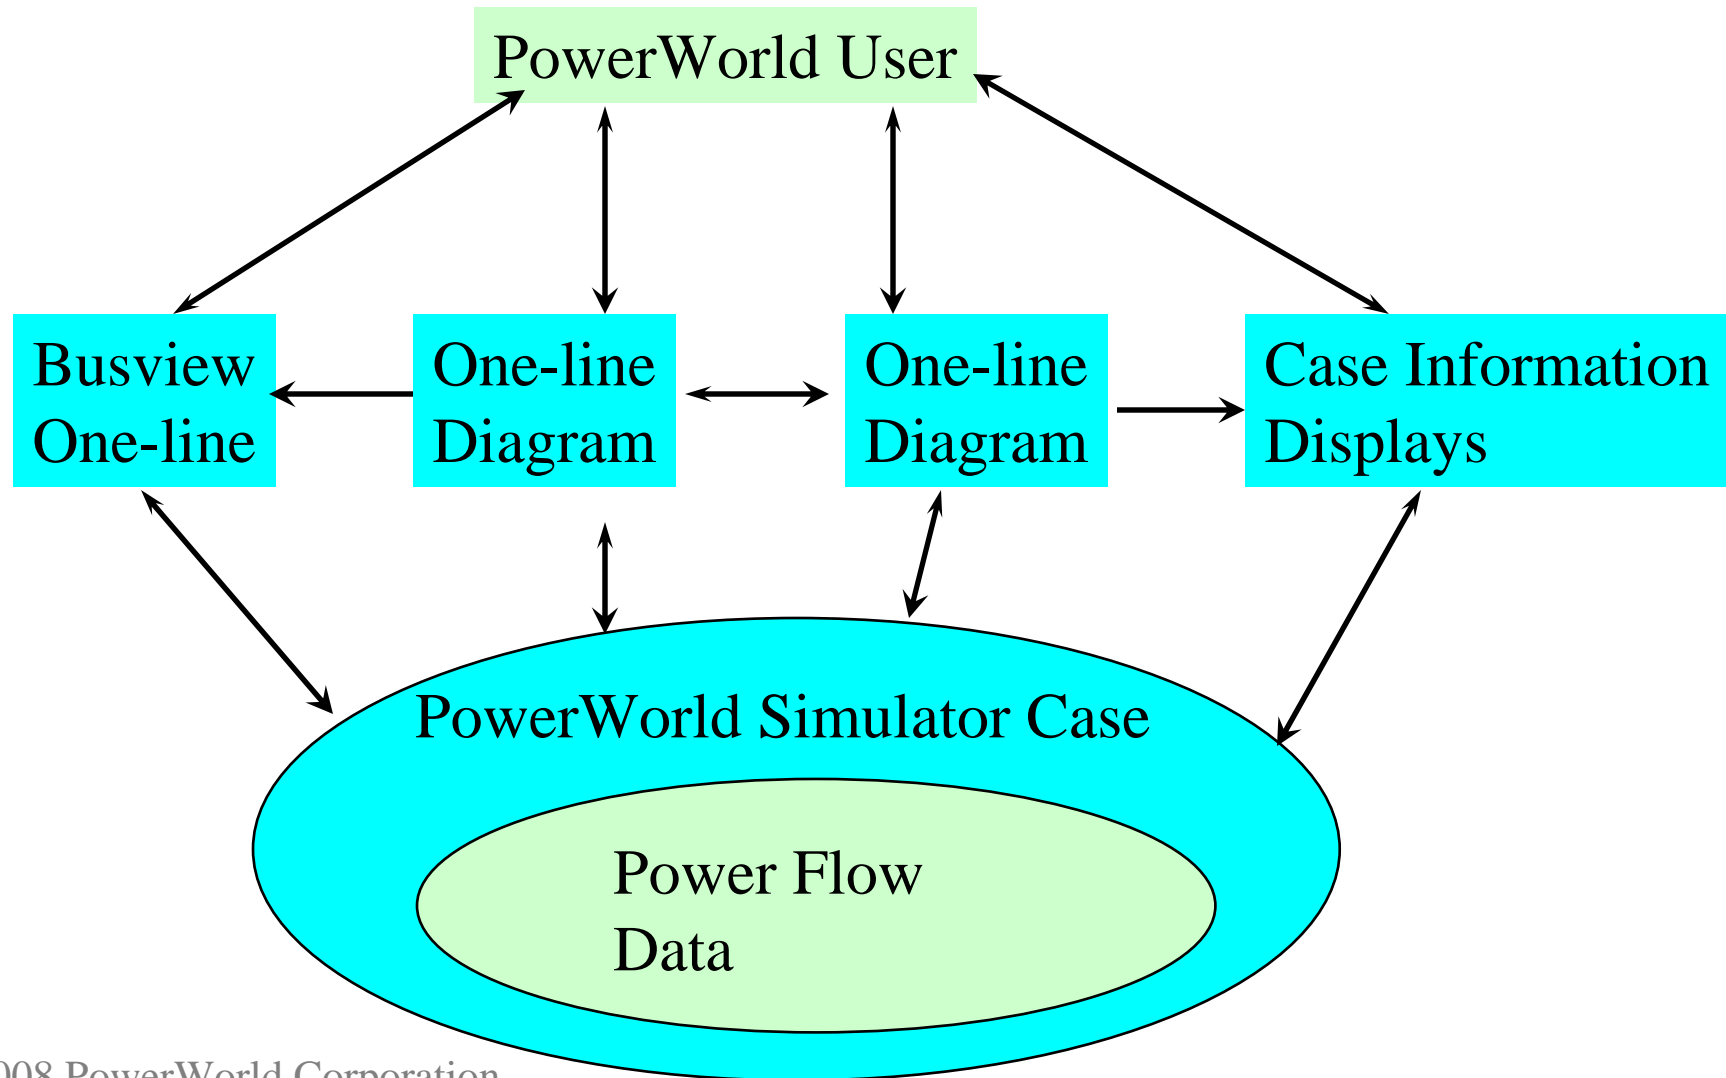 PowerWorld User
Busview
One-line
One-line
Diagram
One-line
Diagram
Case Information
Displays
PowerWorld Simulator Case
Power Flow
Data
PowerWorld Corporation